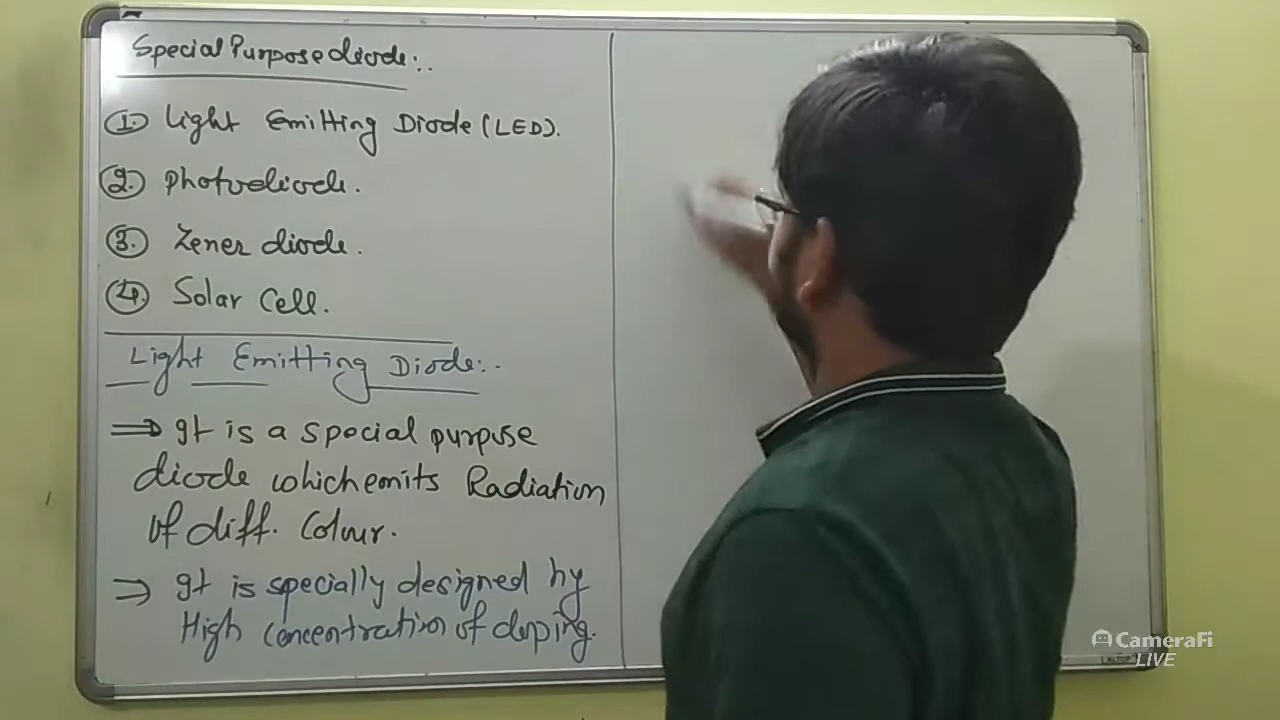 Special Purpose diode:.
1. Light Emitting Diode (LED).
2. Photodiode.
3. Zener diode.
4. Solar Cell.
Light Emitting Diode:.
⇒ It is a special purpose
diode which emits Radiation
of diff. Colour.
⇒ It is specially designed by
High concentration of doping.
CameraFi
LIVE